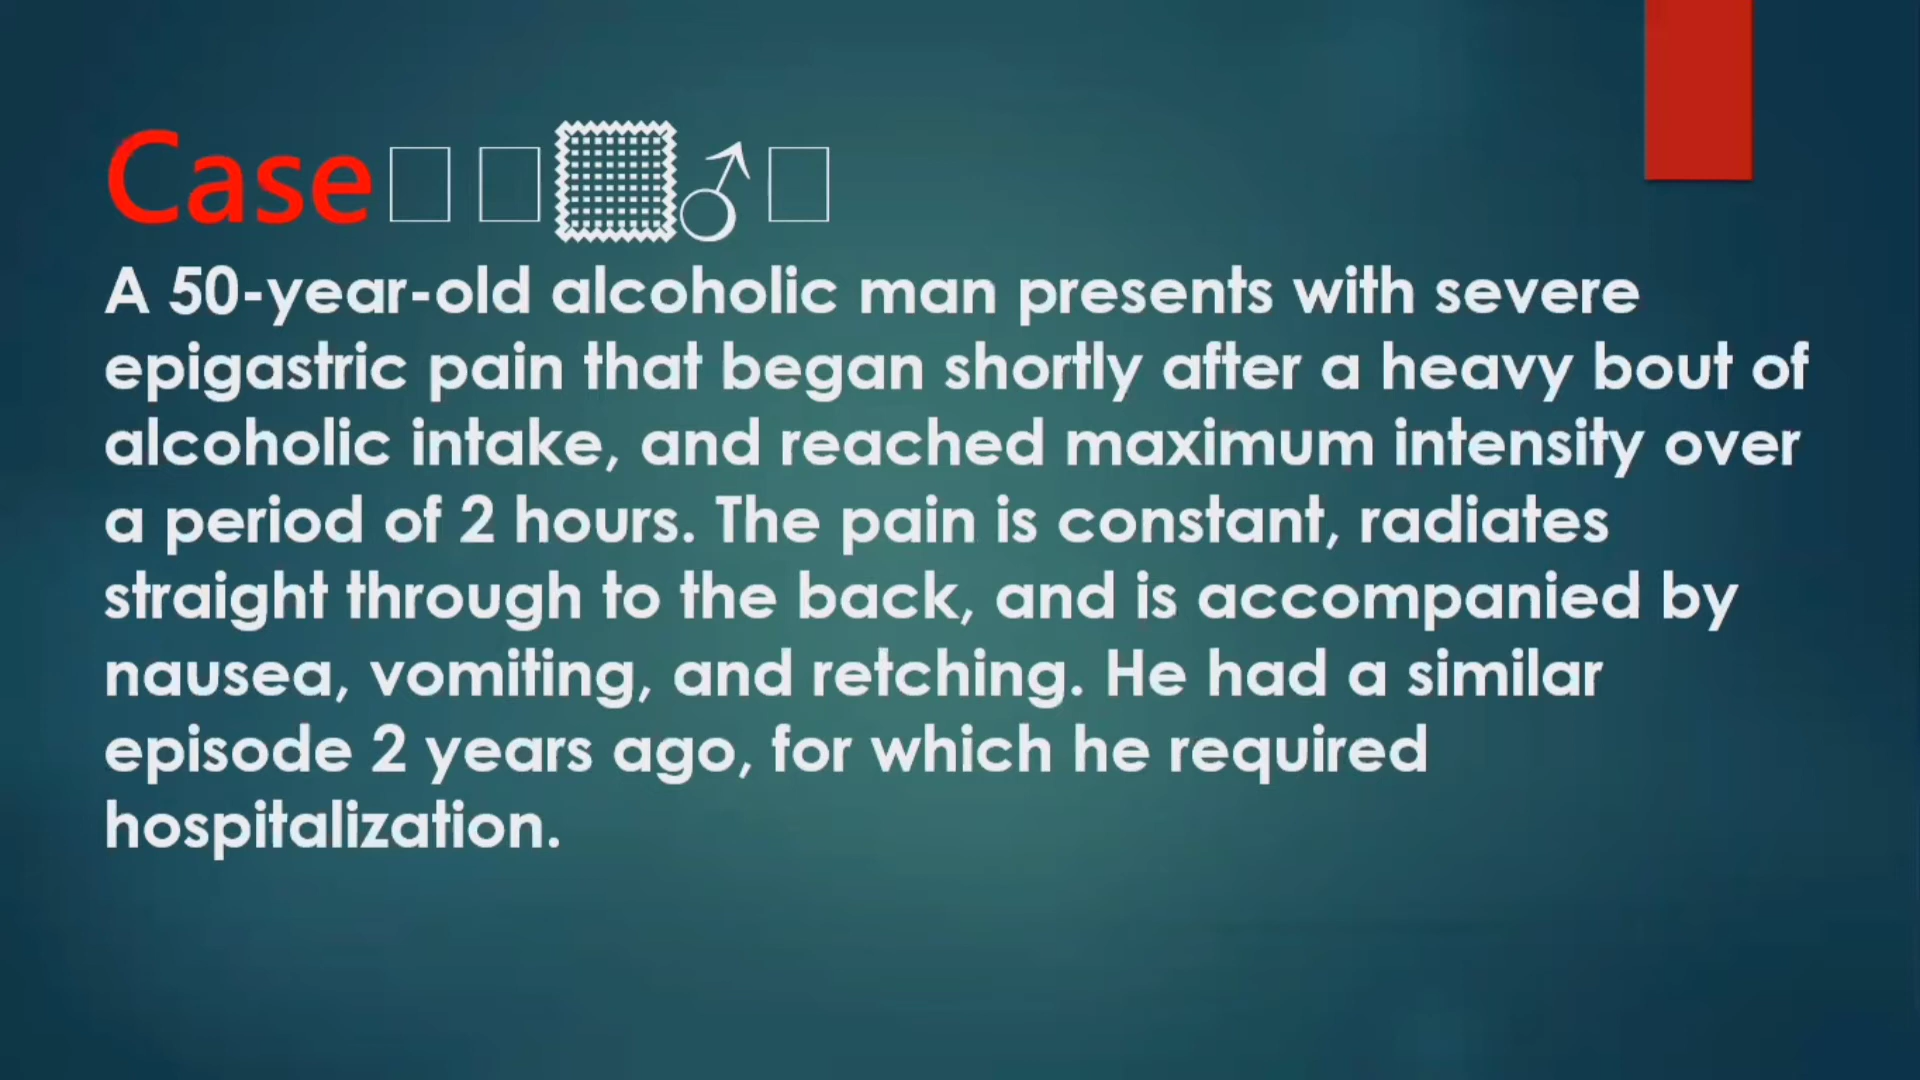 Case
A 50-year-old alcoholic man presents with severe
epigastric pain that began shortly after a heavy bout of
alcoholic intake, and reached maximum intensity over
a period of 2 hours. The pain is constant, radiates
straight through to the back, and is accompanied by
nausea, vomiting, and retching. He had a similar
episode 2 years ago, for which he required
hospitalization.